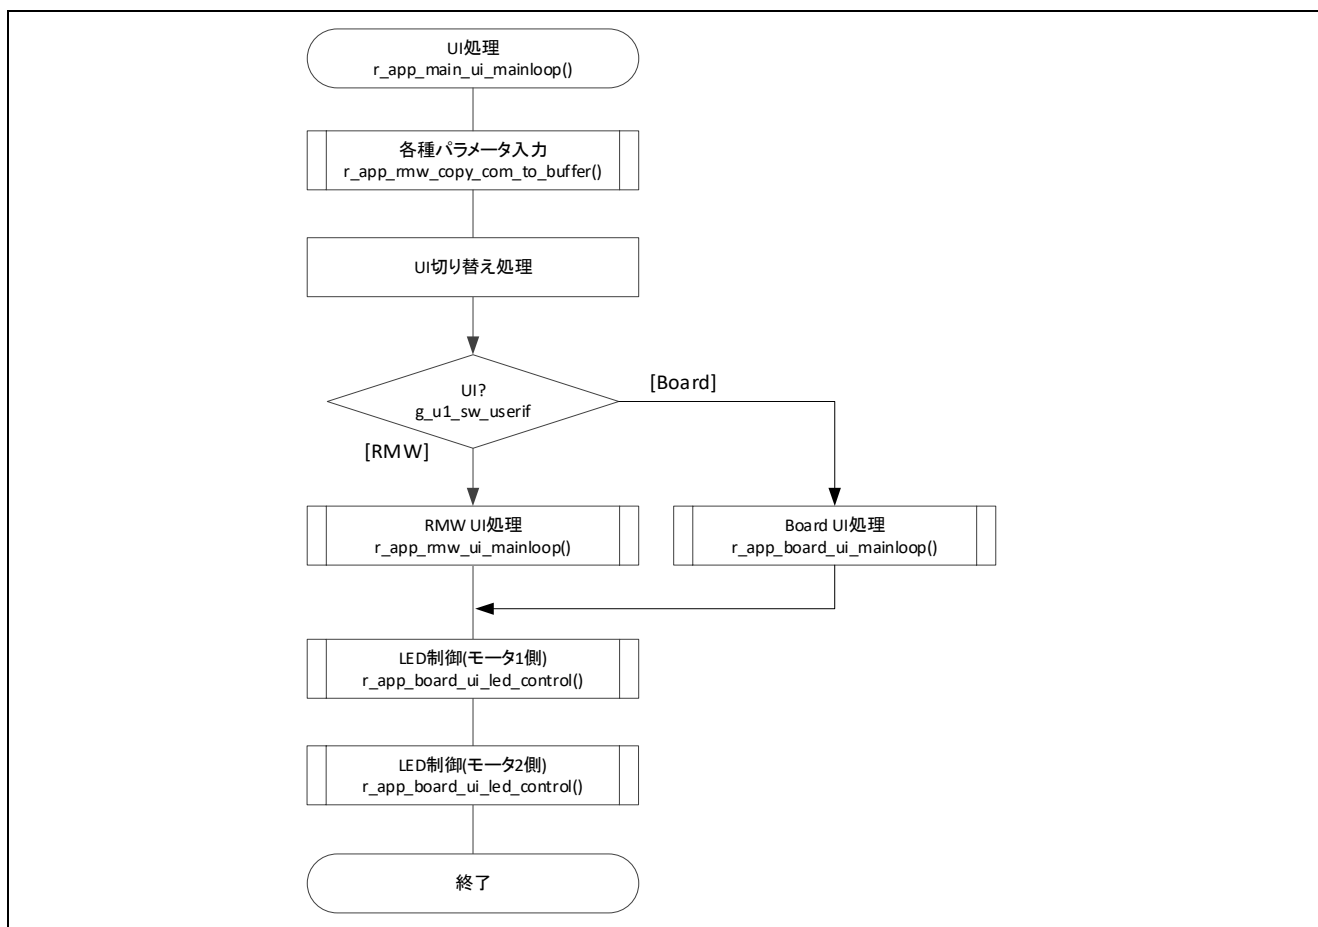 UI処理
r_app_main_ui_mainloop()
各種パラメータ入力
r_app_rmw_copy_com_to_buffer()
UI切り替え処理
UI?
g_u1_sw_userif
[Board]
[RMW]
RMW UI処理
r_app_rmw_ui_mainloop()
Board UI処理
r_app_board_ui_mainloop()
LED制御(モータ1側)
r_app_board_ui_led_control()
LED制御(モータ2側)
r_app_board_ui_led_control()
終了